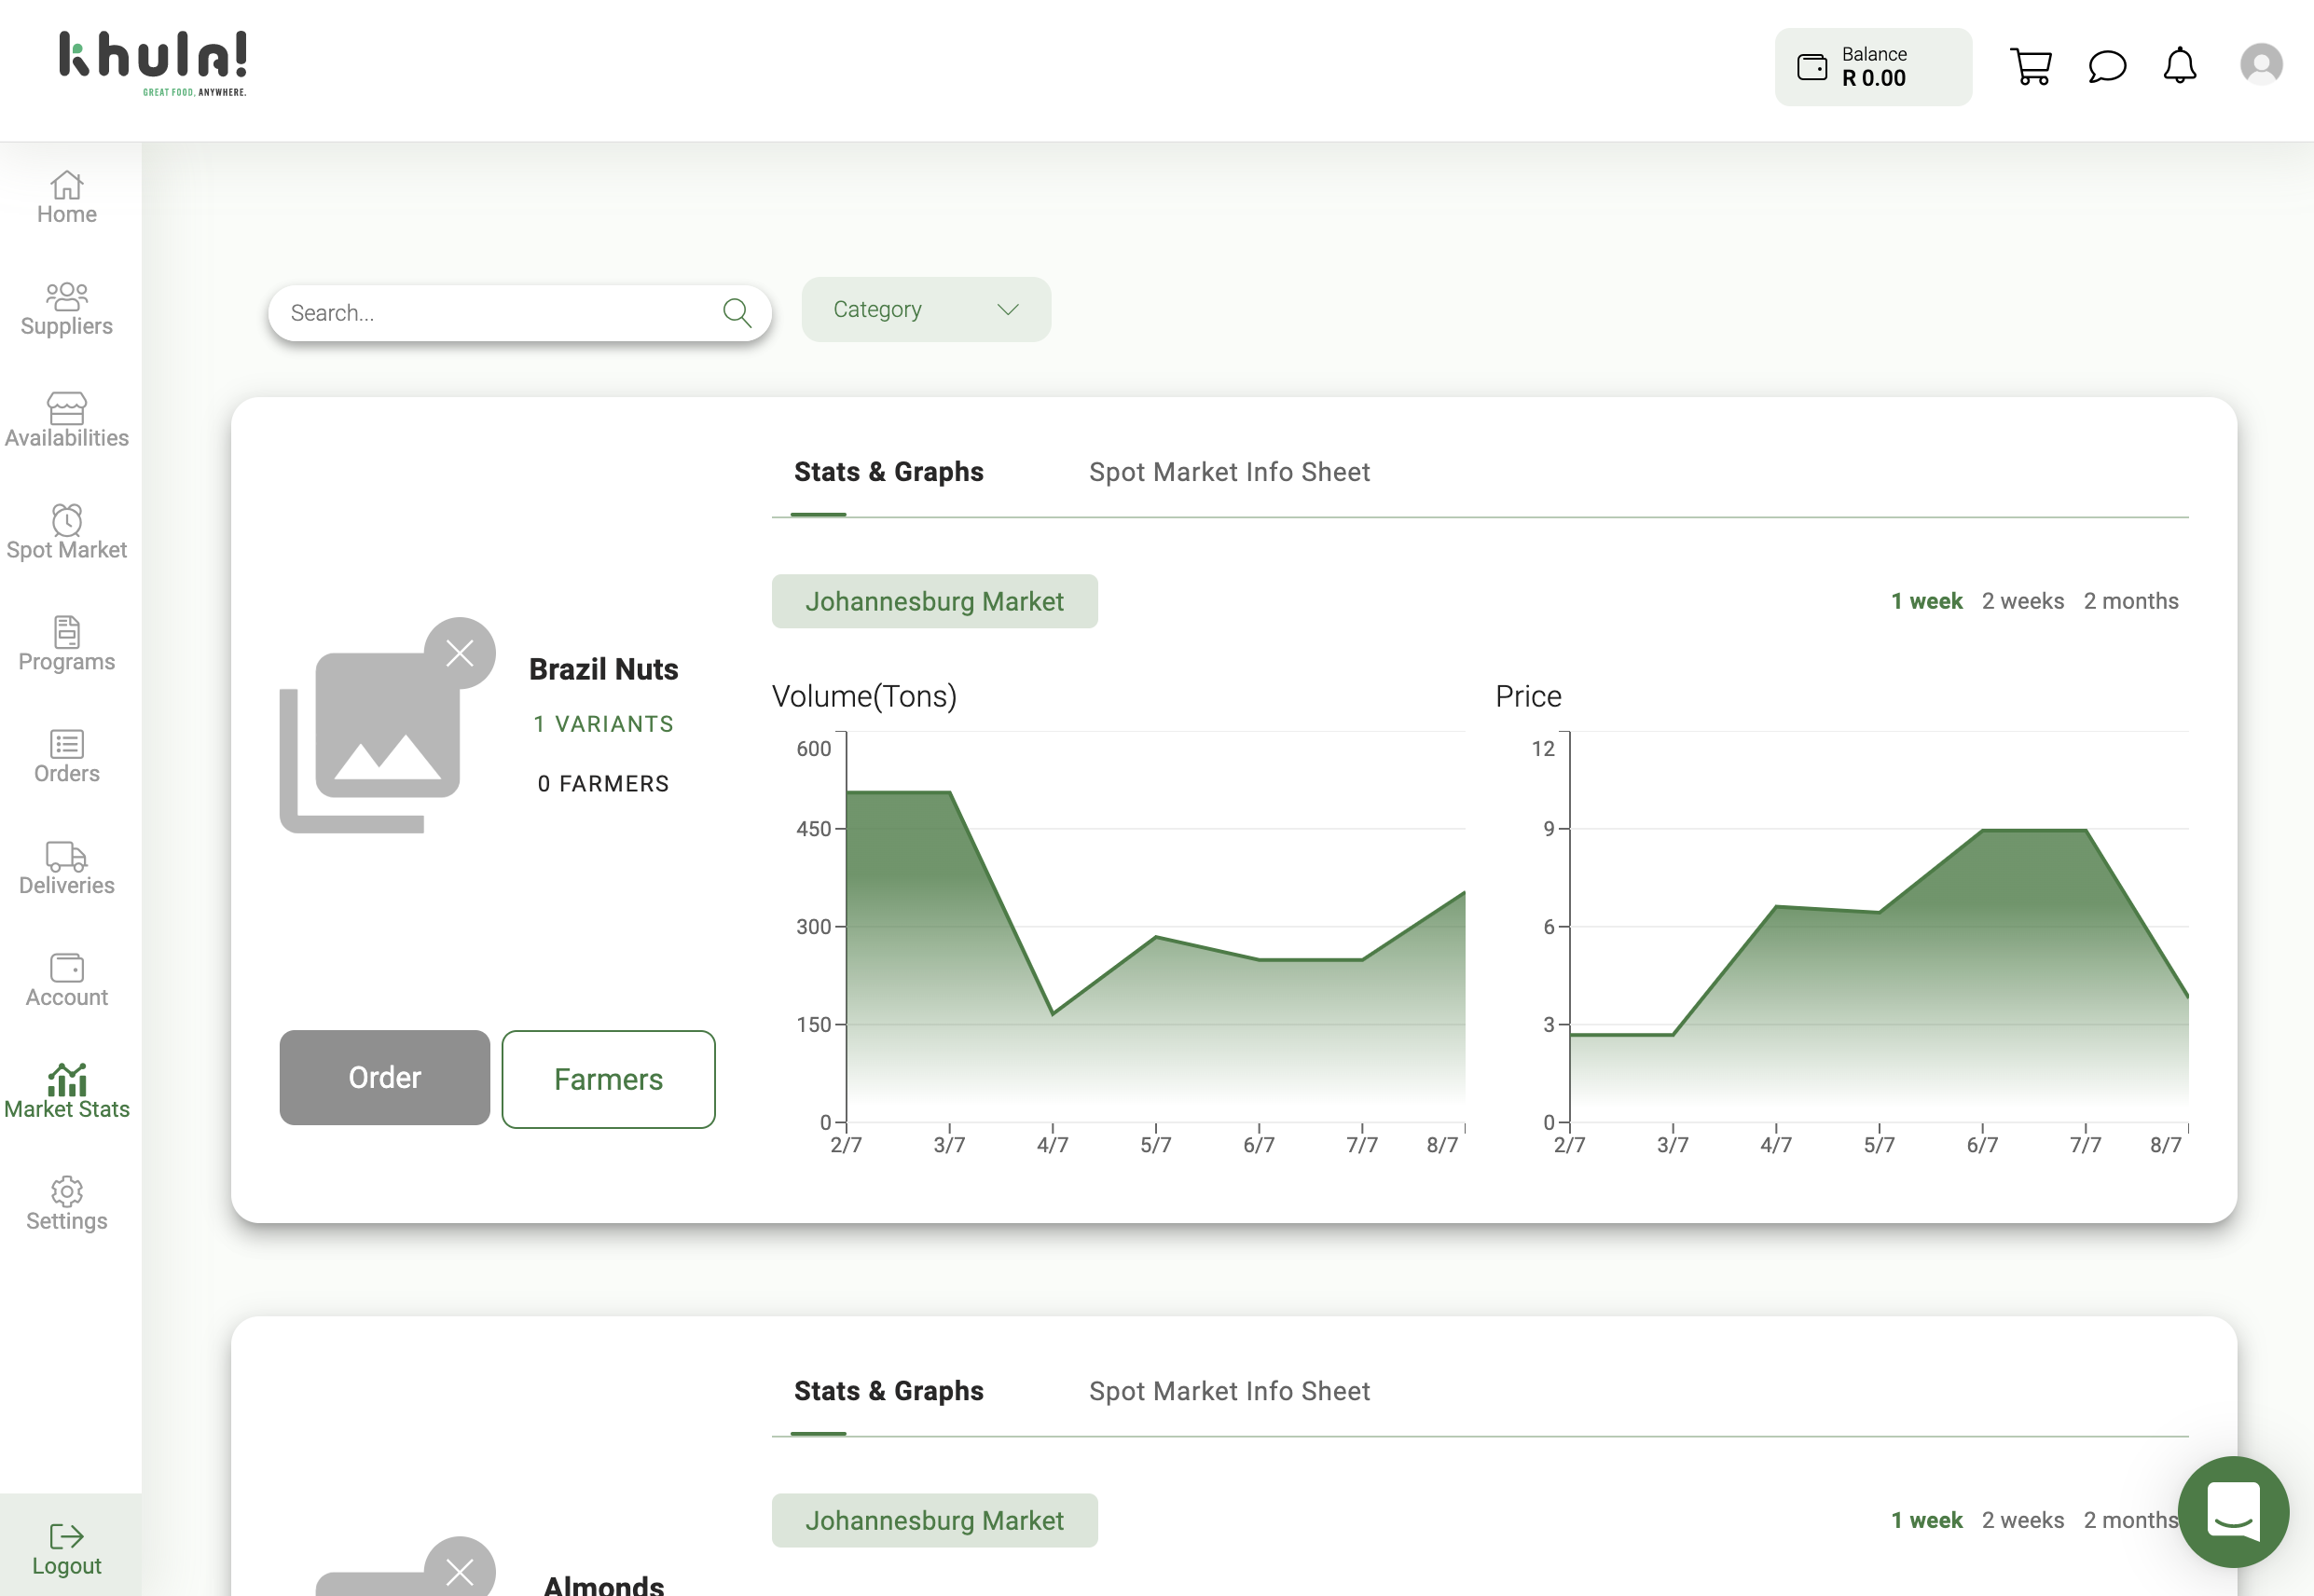 khula!
GREAT FOOD, ANYWHERE.
Balance
R 0.00
Home
Suppliers
Availabilities
Spot Market
Programs
Orders
Deliveries
Account
Market Stats
Settings
Logout
Search...
Category
Stats & Graphs Spot Market Info Sheet
Johannesburg Market
1 week 2 weeks 2 months
Brazil Nuts
1 VARIANTS
0 FARMERS
Order Farmers
Volume(Tons)
600
450
300
150
0
2/7 3/7 4/7 5/7 6/7 7/7 8/7
Price
12
9
6
3
0
2/7 3/7 4/7 5/7 6/7 7/7 8/7
Stats & Graphs Spot Market Info Sheet
Johannesburg Market
1 week 2 weeks 2 months
Almonds